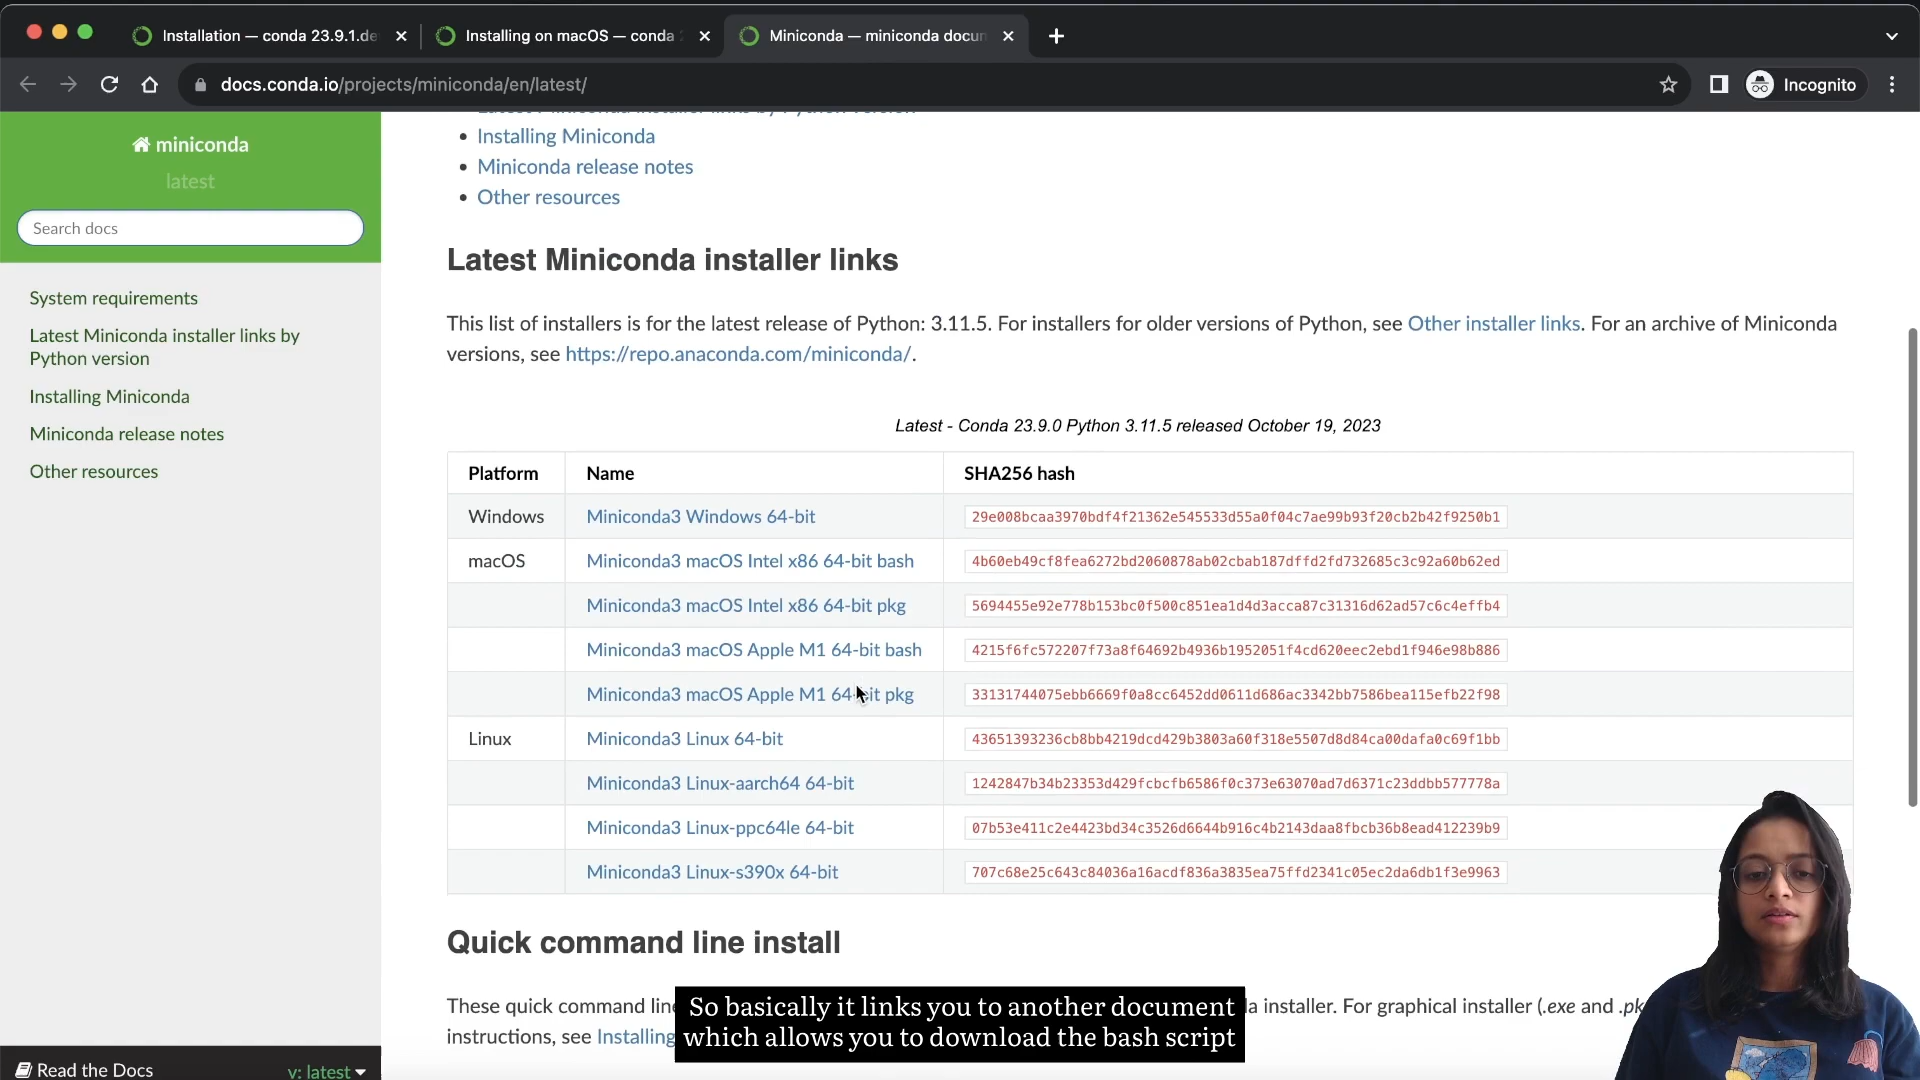 Installation — conda 23.9.1.de
Installing on macOS — conda 2
Miniconda — miniconda docun
docs.conda.io/projects/miniconda/en/latest/
Incognito
miniconda
latest
Search docs
System requirements
Latest Miniconda installer links by
Python version
Installing Miniconda
Miniconda release notes
Other resources
Read the Docs
v: latest
Latest Miniconda installer links by Python version
Installing Miniconda
Miniconda release notes
Other resources
Latest Miniconda installer links
This list of installers is for the latest release of Python: 3.11.5. For installers for older versions of Python, see Other installer links. For an archive of Miniconda
versions, see https://repo.anaconda.com/miniconda/.
Latest - Conda 23.9.0 Python 3.11.5 released October 19, 2023
Platform Name SHA256 hash
Windows Miniconda3 Windows 64-bit 29e008bcaa3970bdf4f21362e545533d55a0f04c7ae99b93f20cb2b42f9250b1
macOS Miniconda3 macOS Intel x86 64-bit bash 4b60eb49cf8fea6272bd2060878ab02cbab187dffd2fd732685c3c92a60b62ed
Miniconda3 macOS Intel x86 64-bit pkg 5694455e92e778b153bc0f500c851ea1d4d3acca87c31316d62ad57c6c4effb4
Miniconda3 macOS Apple M1 64-bit bash 4215f6fc572207f73a8f64692b4936b1952051f4cd620eec2ebd1f946e98b886
Miniconda3 macOS Apple M1 64-bit pkg 33131744075ebb6669f0a8cc6452dd0611d686ac3342bb7586bea115efb22f98
Linux Miniconda3 Linux 64-bit 43651393236cb8bb4219dcd429b3803a60f318e5507d8d84ca00dafa0c69f1bb
Miniconda3 Linux-aarch64 64-bit 1242847b34b23353d429fcbcfb6586f0c373e63070ad7d6371c23ddbb577778a
Miniconda3 Linux-ppc64le 64-bit 07b53e411c2e4423bd34c3526d6644b916c4b2143daa8fbcb36b8ead412239b9
Miniconda3 Linux-s390x 64-bit 707c68e25c643c84036a16acdf836a3835ea75ffd2341c05ec2da6db1f3e9963
Quick command line install
These quick command line a installer. For graphical installer (.exe and .pk
instructions, see Installing
So basically it links you to another document
which allows you to download the bash script